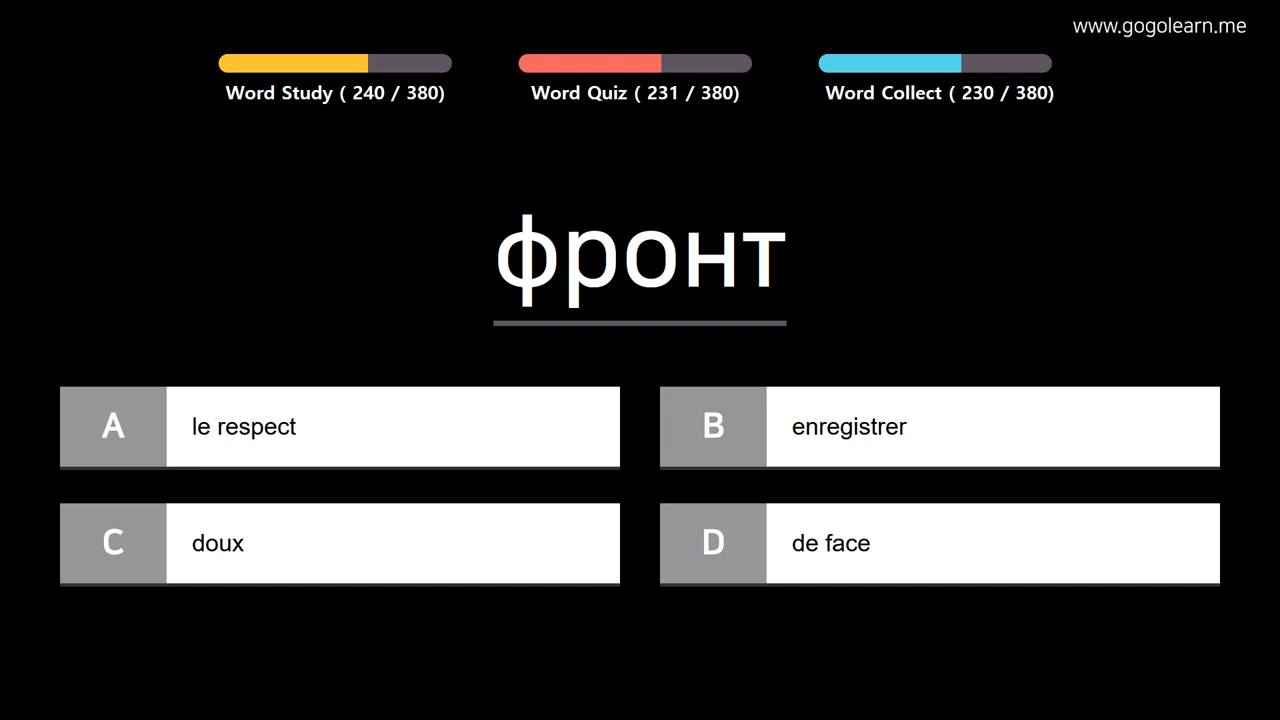 www.gogolearn.me
Word Study ( 240 / 380)
Word Quiz ( 231 / 380)
Word Collect ( 230 / 380)
фронт
A le respect
B enregistrer
C doux
D de face